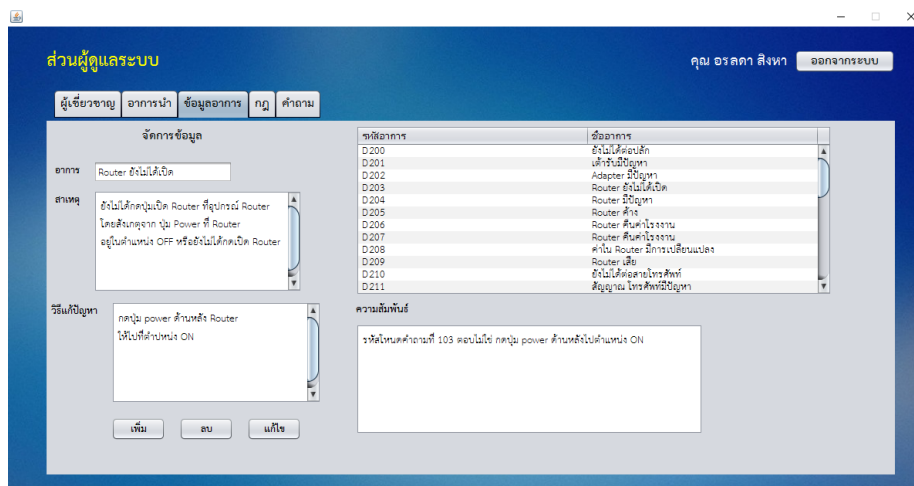 ส่วนผู้ดูแลระบบ
คุณ อรลดา สิงหา
ออกจากระบบ
ผู้เชี่ยวชาญ
อาการนำ
ข้อมูลอาการ
กฎ
คำถาม
จัดการข้อมูล
อาการ
Router ยังไม่ได้เปิด
สาเหตุ
ยังไม่ได้กดปุ่มเปิด Router ที่อุปกรณ์ Router
โดยสังเกตุจาก ปุ่ม Power ที่ Router
อยู่ในตำแหน่ง OFF หรือยังไม่ได้กดเปิด Router
วิธีแก้ปัญหา
กดปุ่ม power ด้านหลัง Router
ให้ไปที่ตำปหน่ง ON
เพิ่ม
ลบ
แก้ไข
รหัสอาการ ชื่ออาการ
D200 ยังไม่ได้ต่อปลัก
D201 เต้ารับมีปัญหา
D202 Adapter มีปัญหา
D203 Router ยังไม่ได้เปิด
D204 Router มีปัญหา
D205 Router ค้าง
D206 Router คืนค่าโรงงาน
D207 Router คืนค่าโรงงาน
D208 ค่าใน Router มีการเปลียนแปลง
D209 Router เสีย
D210 ยังไม่ได้ต่อสายโทรศัพท์
D211 สัญญาณ โทรศัพท์มีปัญหา
ความสัมพันธ์
รหัสโหนดคำถามที่ 103 ตอบไม่ใช่ กดปุ่ม power ด้านหลังไปตำแหน่ง ON